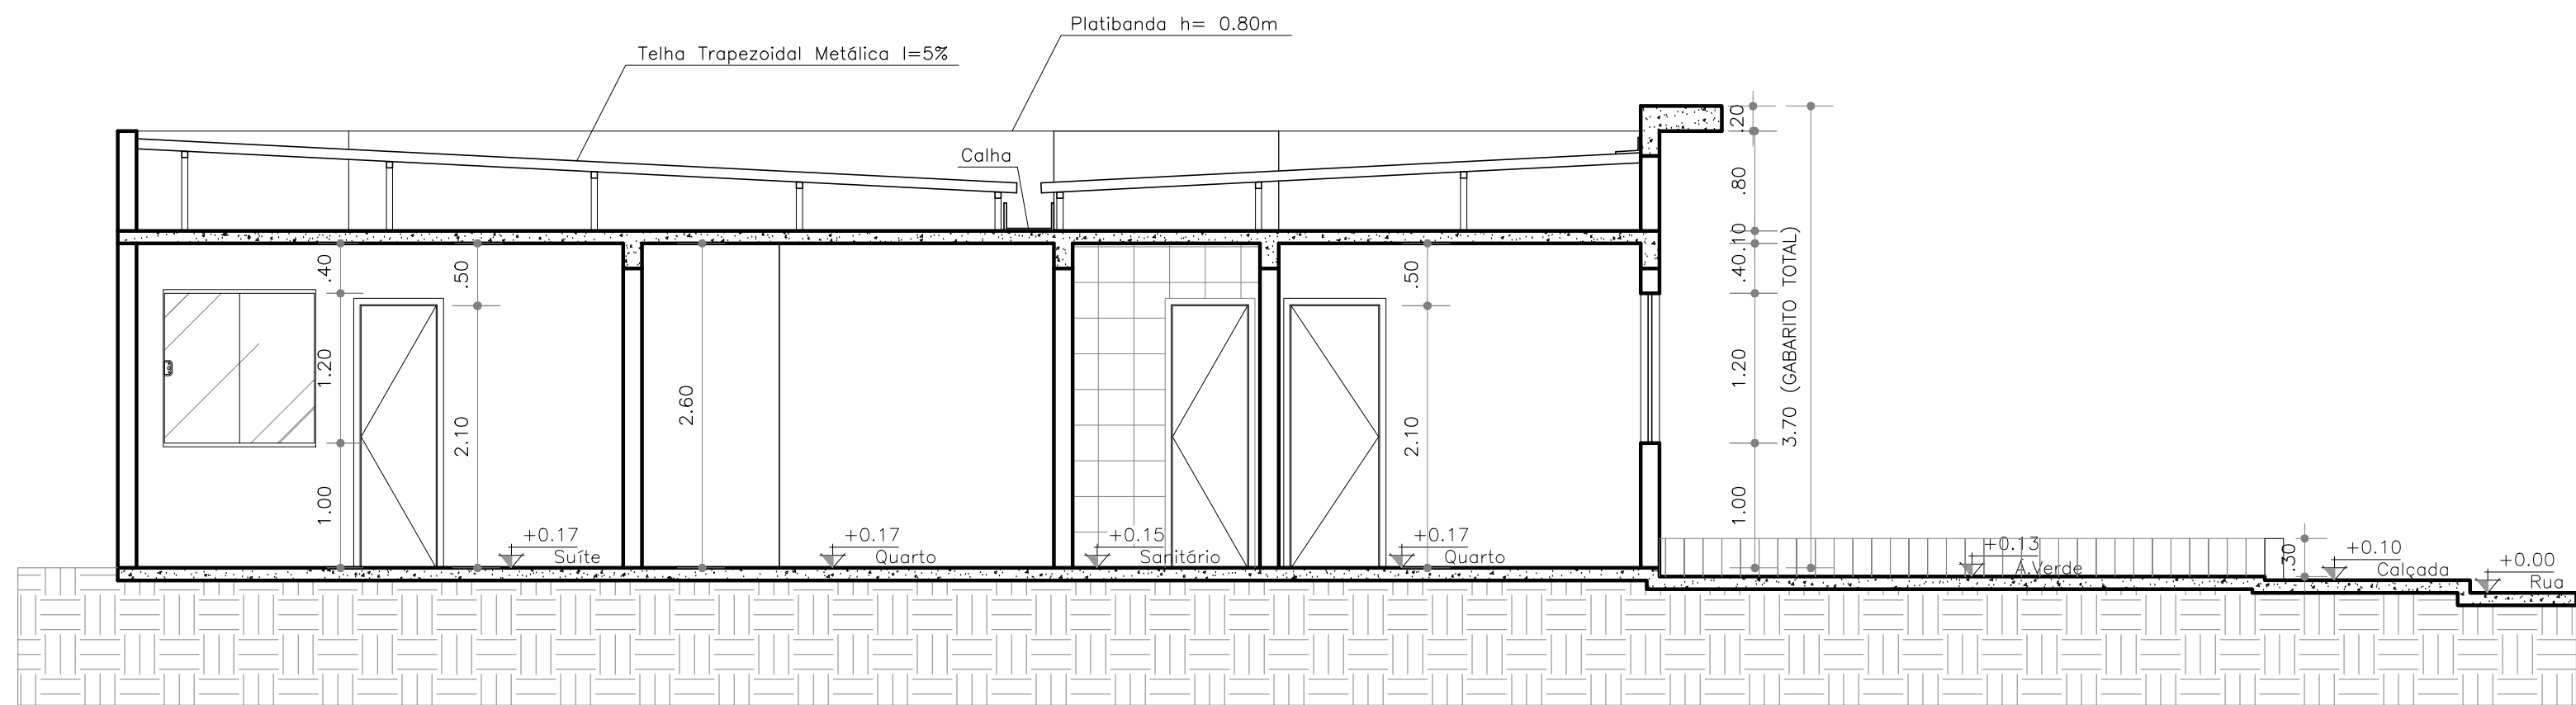 Platibanda h= 0.80m
Telha Trapezoidal Metálica I=5%
Calha
.20
.80
.10
.40
1.20
1.00
3.70 (GABARITO TOTAL)
.40
1.20
1.00
.50
2.10
2.60
.50
2.10
+0.17
Suíte
+0.17
Quarto
+0.15
Sanitário
+0.17
Quarto
+0.13
A.Verde
.30
+0.10
Calçada
+0.00
Rua